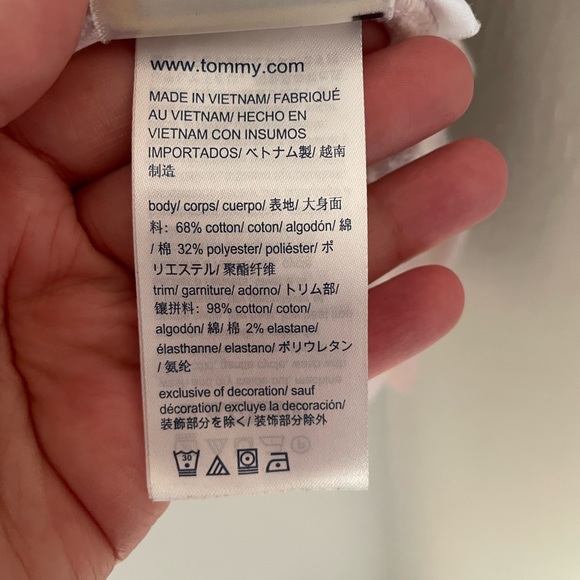 www.tommy.com
MADE IN VIETNAM/ FABRIQUÉ
AU VIETNAM/ HECHO EN
VIETNAM CON INSUMOS
IMPORTADOS/ ベトナム製/ 越南
制造
body/ corps/ cuerpo/ 表地/ 大身面
料: 68% cotton/ coton/ algodón/ 綿
/ 棉 32% polyester/ poliéster/ ポ
リエステル/ 聚酯纤维
trim/ garniture/ adorno/ トリム部/
镶拼料: 98% cotton/ coton/
algodón/ 綿/ 棉 2% elastane/
élasthanne/ elastano/ ポリウレタン
/ 氨纶
exclusive of decoration/ sauf
décoration/ excluye la decoración/
装飾部分を除く/ 装饰部分除外
30